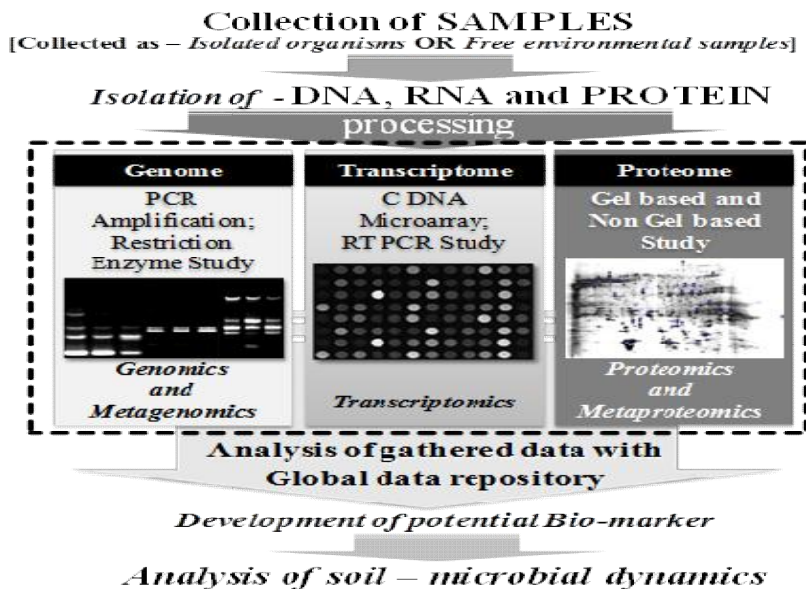 Collection of SAMPLES
[Collected as – Isolated organisms OR Free environmental samples]
Isolation of - DNA, RNA and PROTEIN
processing
Genome
PCR
Amplification;
Restriction
Enzyme Study
Genomics
and
Metagenomics
Transcriptome
C DNA
Microarray;
RT PCR Study
Transcriptomics
Proteome
Gel based and
Non Gel based
Study
Proteomics
and
Metaproteomics
Analysis of gathered data with
Global data repository
Development of potential Bio-marker
Analysis of soil – microbial dynamics